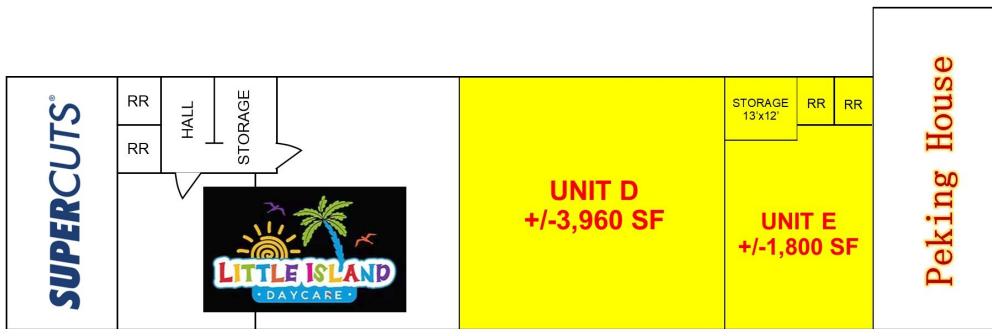 SUPERCUTS®
RR
RR
HALL
STORAGE
LITTLE ISLAND
• DAYCARE •
UNIT D
+/-3,960 SF
STORAGE
13'x12'
RR
RR
UNIT E
+/-1,800 SF
Peking House